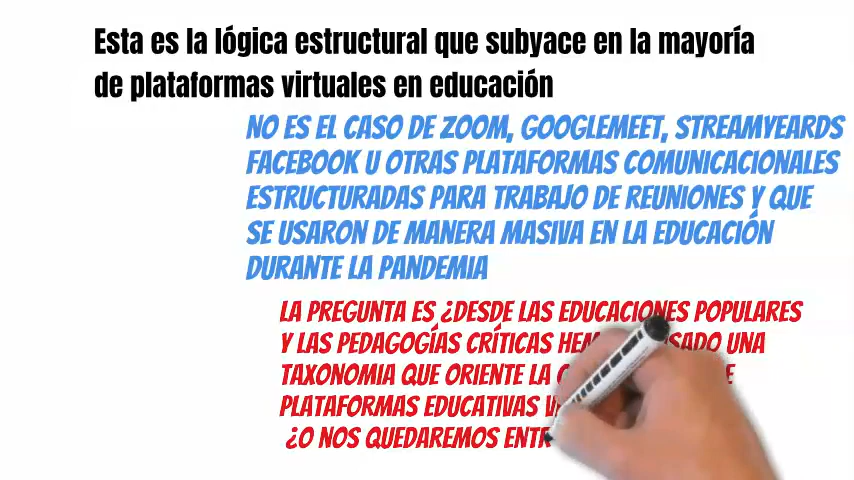 Esta es la lógica estructural que subyace en la mayoría
de plataformas virtuales en educación
NO ES EL CASO DE ZOOM, GOOGLEMEET, STREAMYEARDS
FACEBOOK U OTRAS PLATAFORMAS COMUNICACIONALES
ESTRUCTURADAS PARA TRABAJO DE REUNIONES Y QUE
SE USARON DE MANERA MASIVA EN LA EDUCACIÓN
DURANTE LA PANDEMIA
LA PREGUNTA ES ¿DESDE LAS EDUCACIONES POPULARES
Y LAS PEDAGOGÍAS CRÍTICAS UNA
TAXONOMIA QUE ORIENTE LA
PLATAFORMAS EDUCATIVAS
¿O NOS QUEDAREMOS